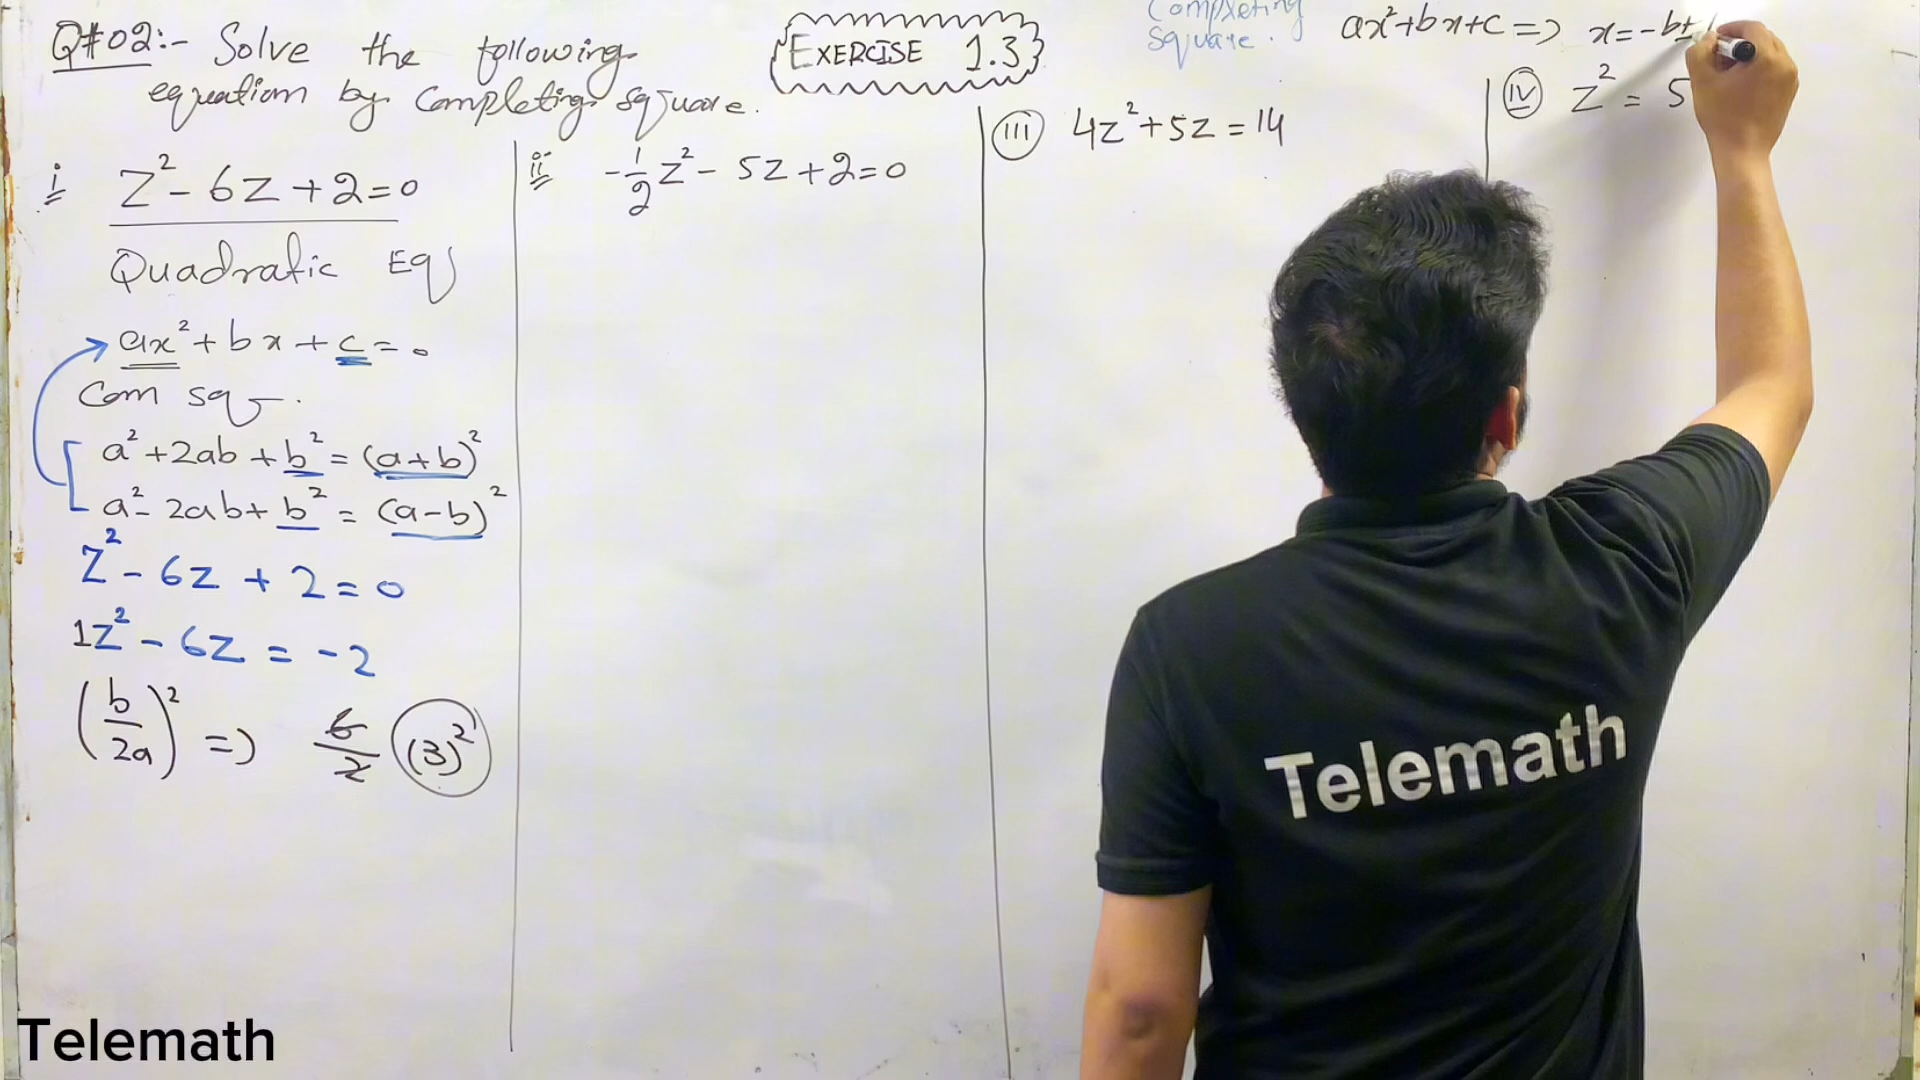 Q#02:- Solve the following
equation by completing square.
EXERCISE 1.3
Completing
square.
ax²+bx+c => x=-b±
i Z²-6Z+2=0
Quadratic Eq
ax²+bx+c=0
Com sq.
a²+2ab+b²=(a+b)²
a²-2ab+b²=(a-b)²
Z²-6Z+2=0
1Z²-6Z=-2
(b/2a)² => 6/2 (3)²
ii -1/2Z²-5Z+2=0
(iii) 4Z²+5Z=14
(iv) Z²=5
Telemath
Telemath